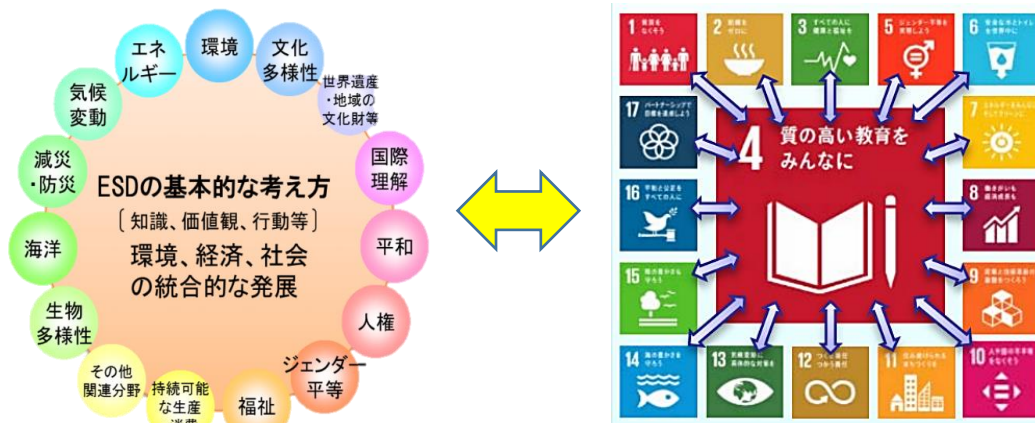 環境
文化
多様性
世界遺産
・地域の
文化財等
国際
理解
平和
人権
ジェンダー
平等
福祉
持続可能
な生産
消費
その他
関連分野
生物
多様性
海洋
減災
・防災
気候
変動
エネ
ルギー
ESDの基本的な考え方
[知識、価値観、行動等]
環境、経済、社会
の統合的な発展
1 貧困を
なくそう
2 飢餓を
ゼロに
3 すべての人に
健康と福祉を
5 ジェンダー平等を
実現しよう
6 安全な水とトイレ
を世界中に
17 パートナーシップで
目標を達成しよう
4 質の高い教育を
みんなに
7 エネルギーをみんなに
そしてクリーンに
16 平和と公正を
すべての人に
8 働きがいも
経済成長も
15 陸の豊かさも
守ろう
9 産業と技術革新の
基盤をつくろう
14 海の豊かさを
守ろう
13 気候変動に
具体的な対策を
12 つくる責任
つかう責任
11 住み続けられる
まちづくりを
10 人や国の不平等
をなくそう